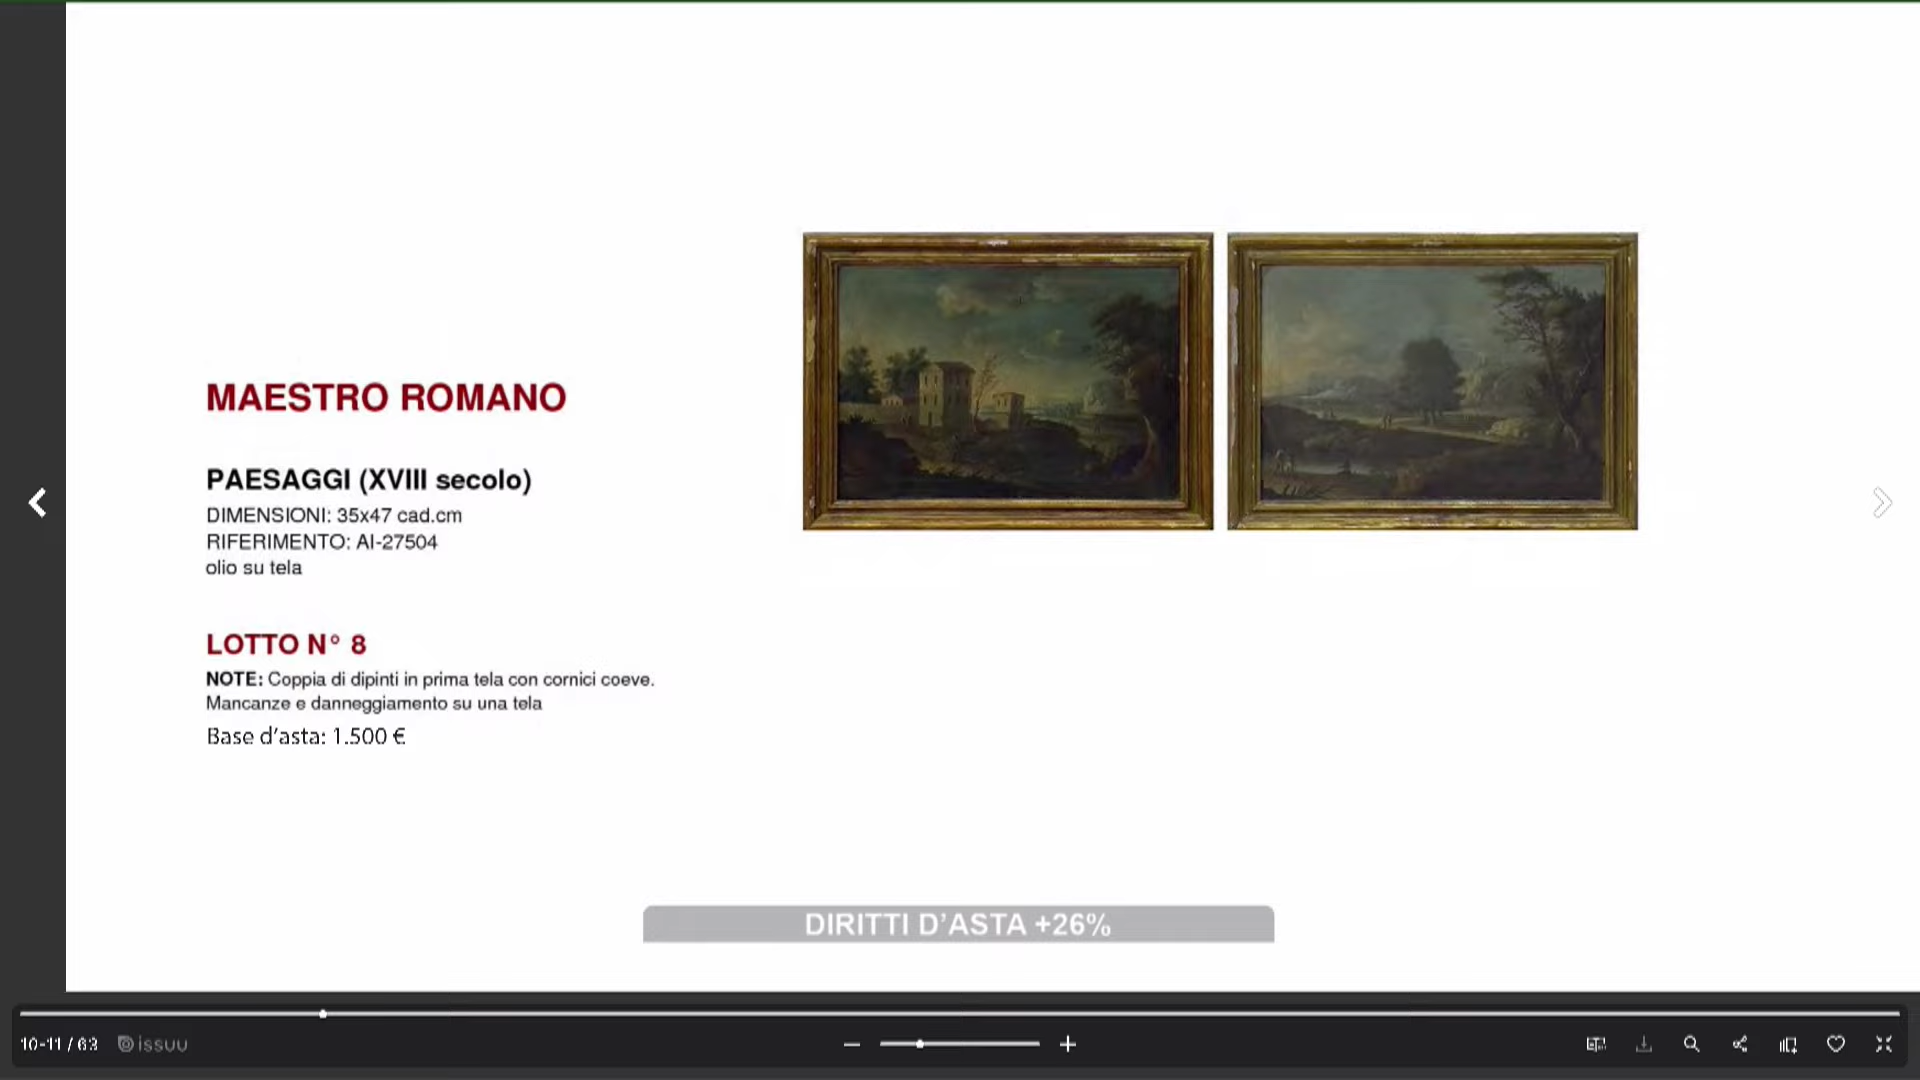 MAESTRO ROMANO
PAESAGGI (XVIII secolo)
DIMENSIONI: 35x47 cad.cm
RIFERIMENTO: AI-27504
olio su tela
LOTTO N° 8
NOTE: Coppia di dipinti in prima tela con cornici coeve.
Mancanze e danneggiamento su una tela
Base d'asta: 1.500 €
DIRITTI D'ASTA +26%
10-11 / 63
issuu